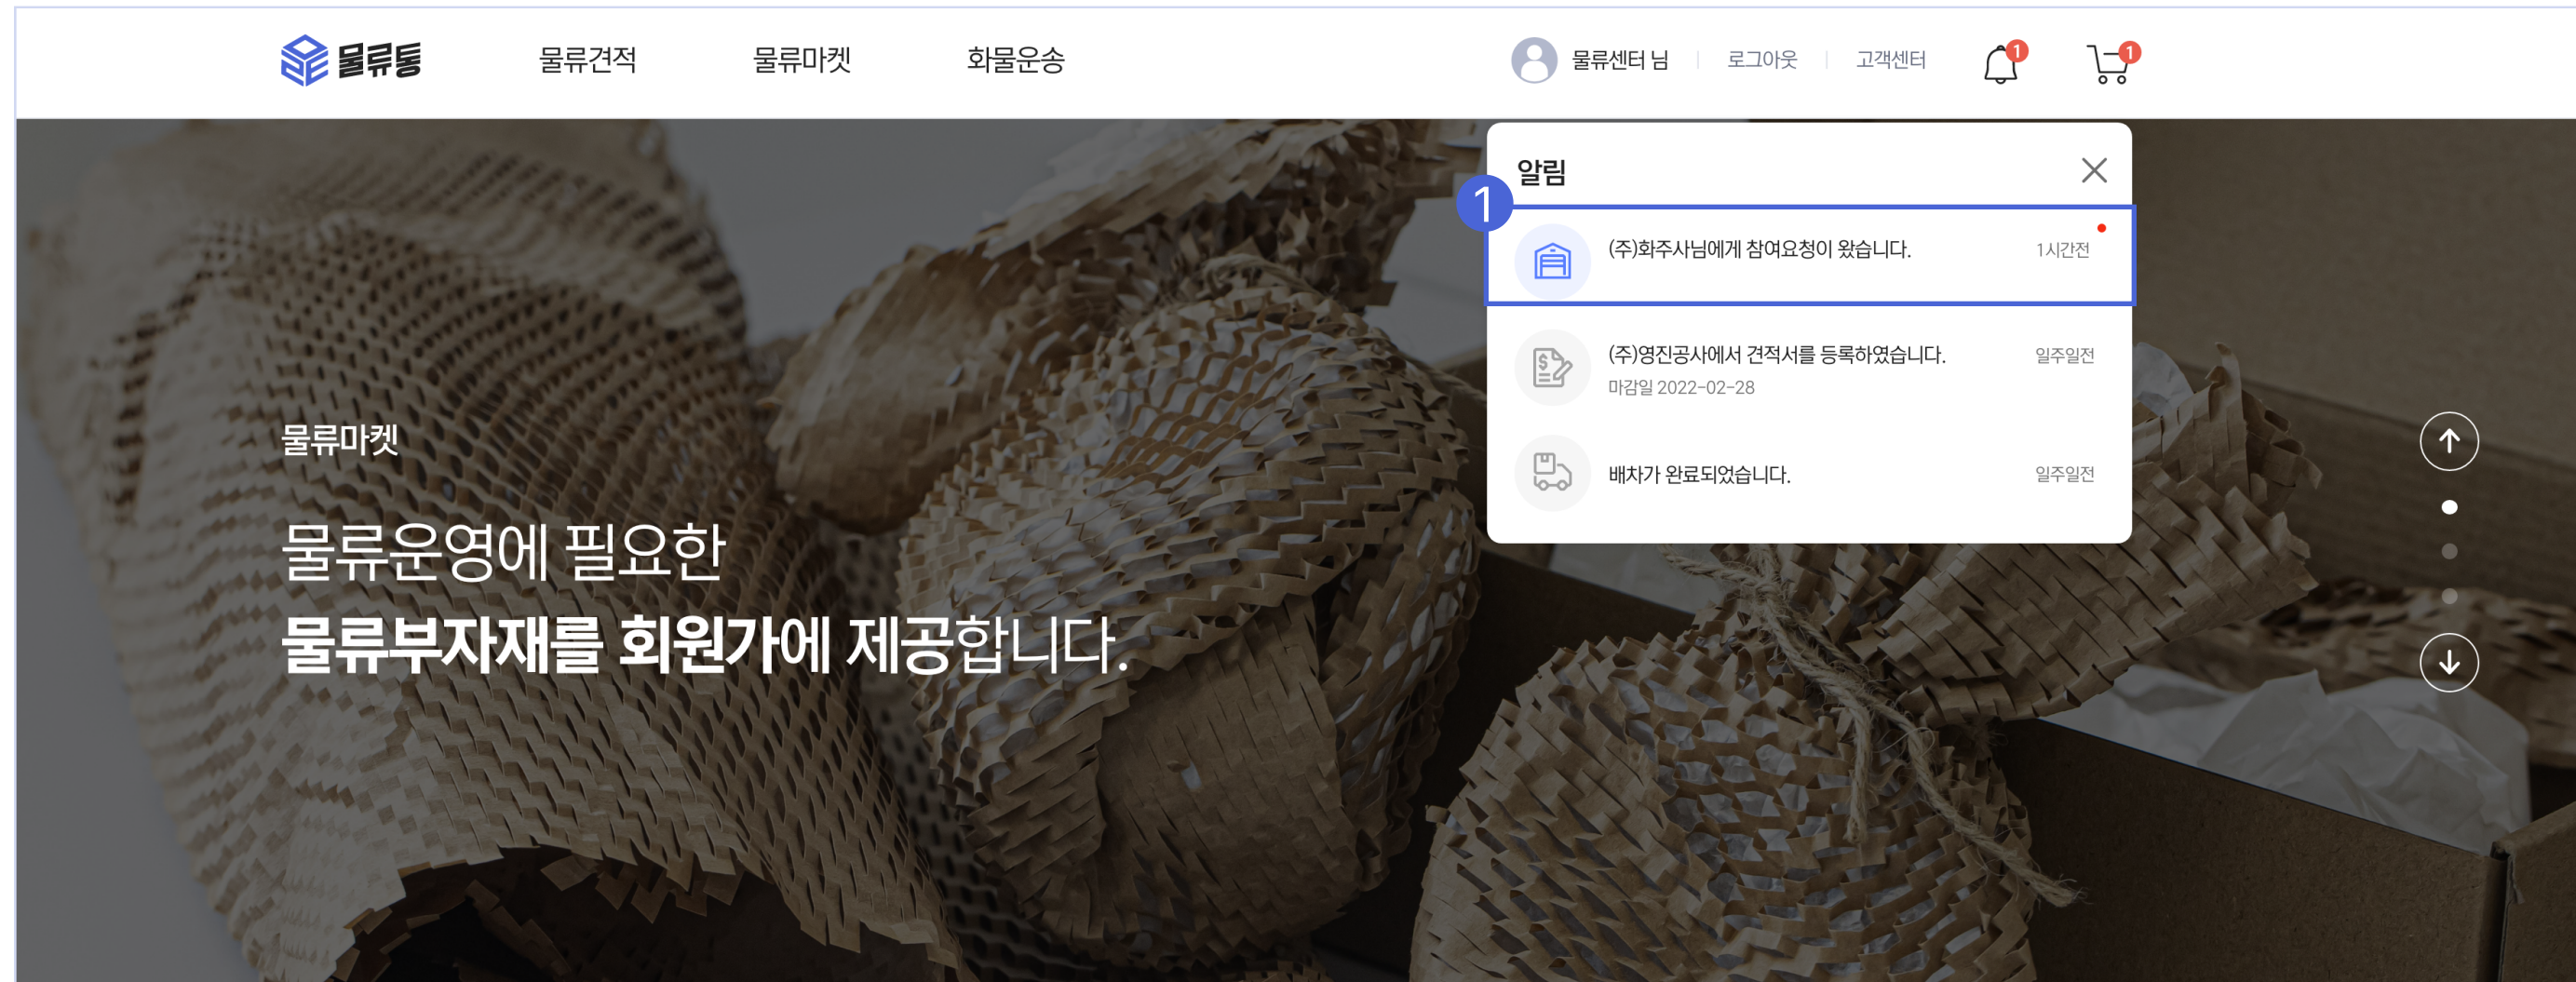 물류통
물류견적
물류마켓
화물운송
물류센터 님
로그아웃
고객센터
1
1
알림
1
(주)화주사님에게 참여요청이 왔습니다.
1시간전
(주)영진공사에서 견적서를 등록하였습니다.
일주일전
마감일 2022-02-28
배차가 완료되었습니다.
일주일전
물류마켓
물류운영에 필요한
물류부자재를 회원가에 제공합니다.